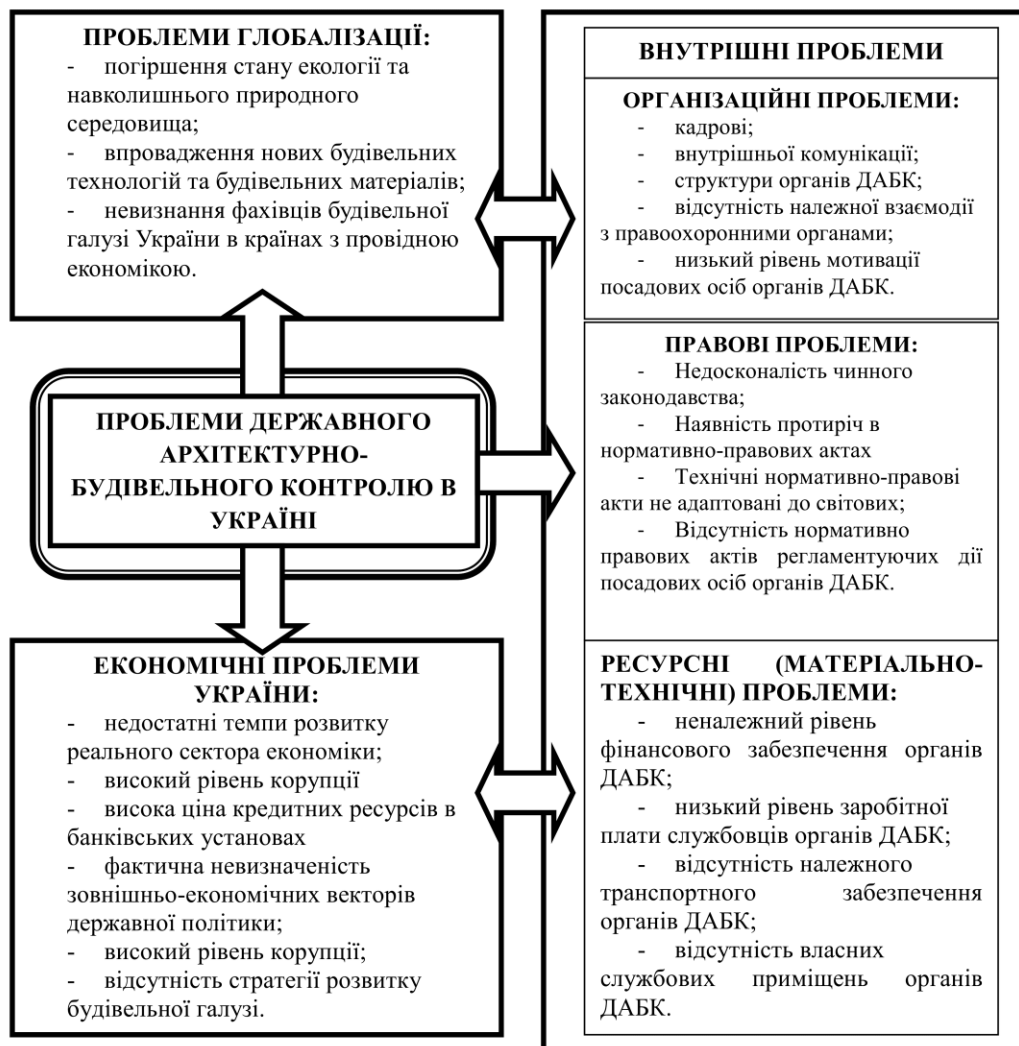 ПРОБЛЕМИ ГЛОБАЛІЗАЦІЇ:
- погіршення стану екології та
навколишнього природного
середовища;
- впровадження нових будівельних
технологій та будівельних матеріалів;
- невизнання фахівців будівельної
галузі України в країнах з провідною
економікою.
ПРОБЛЕМИ ДЕРЖАВНОГО
АРХІТЕКТУРНО-
БУДІВЕЛЬНОГО КОНТРОЛЮ В
УКРАЇНІ
ЕКОНОМІЧНІ ПРОБЛЕМИ
УКРАЇНИ:
- недостатні темпи розвитку
реального сектора економіки;
- високий рівень корупції
- висока ціна кредитних ресурсів в
банківських установах
- фактична невизначеність
зовнішньо-економічних векторів
державної політики;
- високий рівень корупції;
- відсутність стратегії розвитку
будівельної галузі.
ВНУТРІШНІ ПРОБЛЕМИ
ОРГАНІЗАЦІЙНІ ПРОБЛЕМИ:
- кадрові;
- внутрішньої комунікації;
- структури органів ДАБК;
- відсутність належної взаємодії
з правоохоронними органами;
- низький рівень мотивації
посадових осіб органів ДАБК.
ПРАВОВІ ПРОБЛЕМИ:
- Недосконалість чинного
законодавства;
- Наявність протиріч в
нормативно-правових актах
- Технічні нормативно-правові
акти не адаптовані до світових;
- Відсутність нормативно
правових актів регламентуючих дії
посадових осіб органів ДАБК.
РЕСУРСНІ (МАТЕРІАЛЬНО-
ТЕХНІЧНІ) ПРОБЛЕМИ:
- неналежний рівень
фінансового забезпечення органів
ДАБК;
- низький рівень заробітної
плати службовців органів ДАБК;
- відсутність належного
транспортного забезпечення
органів ДАБК;
- відсутність власних
службових приміщень органів
ДАБК.